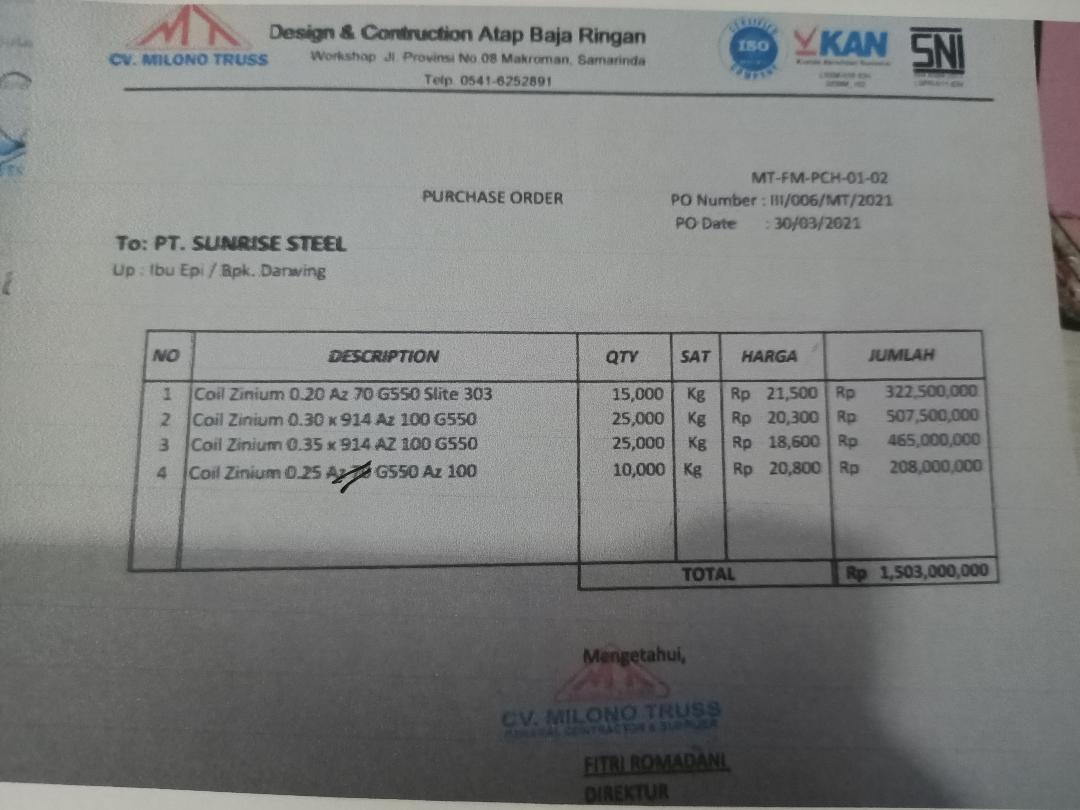 Design & Contruction Atap Baja Ringan
CV. MILONO TRUSS
Workshop Jl. Provinsi No.08 Makroman, Samarinda
Telp. 0541-6252891
ISO
KAN
SNI
MT-FM-PCH-01-02
PURCHASE ORDER
PO Number : III/006/MT/2021
PO Date : 30/03/2021
To: PT. SUNRISE STEEL
Up : Ibu Epi / Bpk. Darwing
NO DESCRIPTION QTY SAT HARGA JUMLAH
1 Coil Zinium 0.20 Az 70 G550 Slite 303 15,000 Kg Rp 21,500 Rp 322,500,000
2 Coil Zinium 0.30 x 914 Az 100 G550 25,000 Kg Rp 20,300 Rp 507,500,000
3 Coil Zinium 0.35 x 914 AZ 100 G550 25,000 Kg Rp 18,600 Rp 465,000,000
4 Coil Zinium 0.25 Az G550 Az 100 10,000 Kg Rp 20,800 Rp 208,000,000
TOTAL Rp 1,503,000,000
Mengetahui,
CV. MILONO TRUSS
GENERAL CONTRACTOR & SUPPLIER
FITRI ROMADANI
DIREKTUR